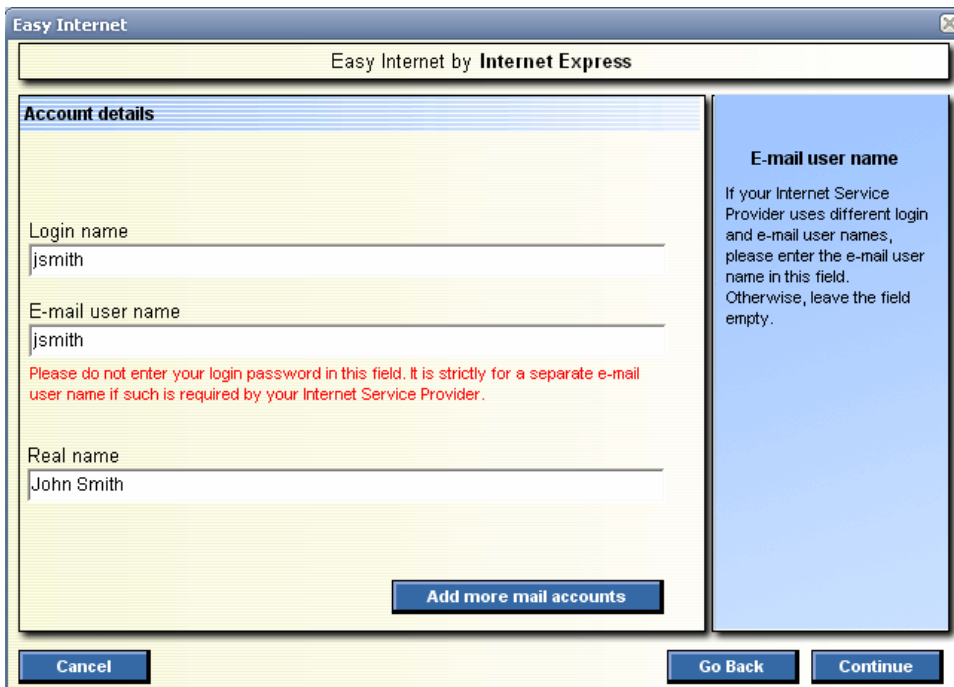 Easy Internet
Easy Internet by Internet Express
Account details
Login name
jsmith
E-mail user name
jsmith
Please do not enter your login password in this field. It is strictly for a separate e-mail
user name if such is required by your Internet Service Provider.
Real name
John Smith
Add more mail accounts
E-mail user name
If your Internet Service
Provider uses different login
and e-mail user names,
please enter the e-mail user
name in this field.
Otherwise, leave the field
empty.
Cancel
Go Back
Continue